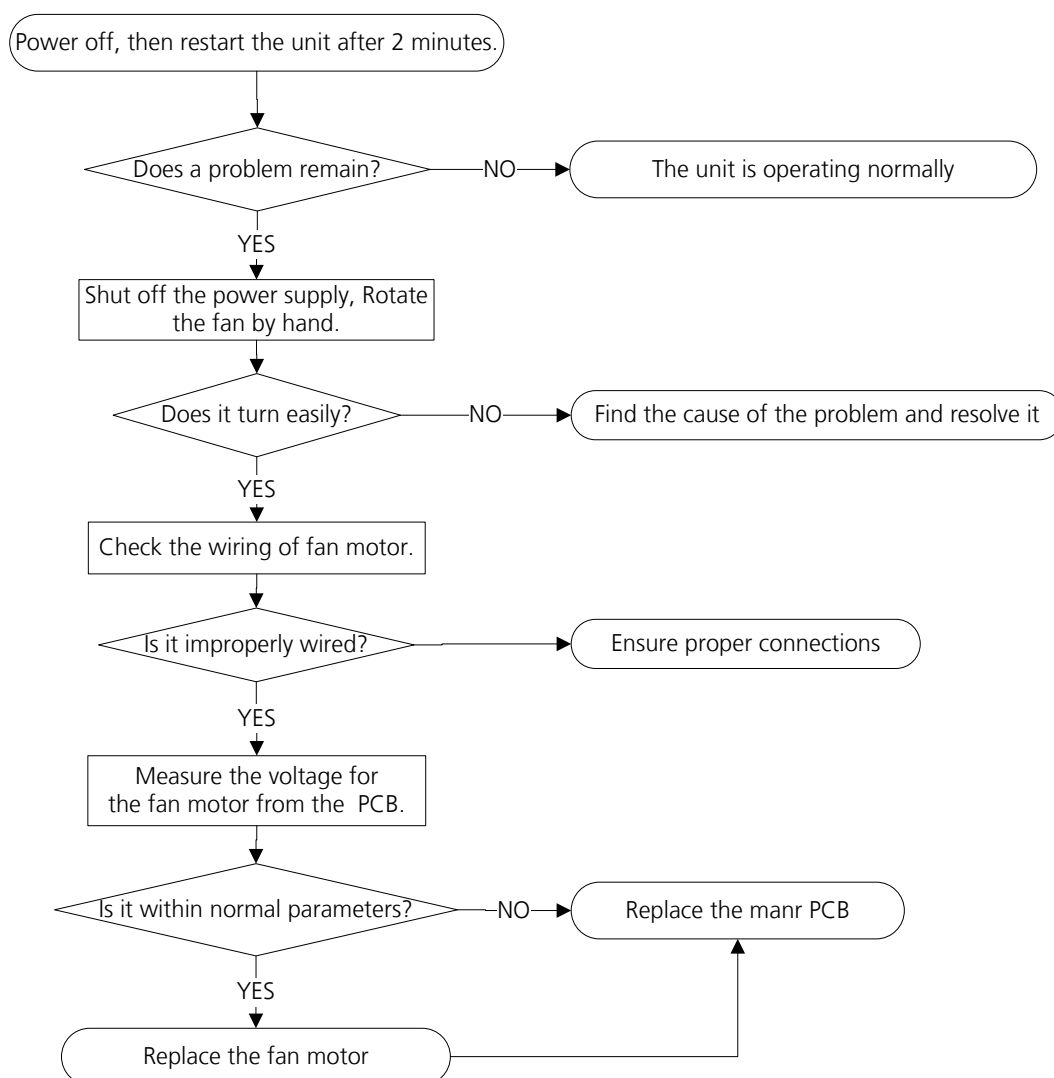 Power off, then restart the unit after 2 minutes.
Does a problem remain?
NO
The unit is operating normally
YES
Shut off the power supply, Rotate
the fan by hand.
Does it turn easily?
NO
Find the cause of the problem and resolve it
YES
Check the wiring of fan motor.
Is it improperly wired?
Ensure proper connections
YES
Measure the voltage for
the fan motor from the PCB.
Is it within normal parameters?
NO
Replace the manr PCB
YES
Replace the fan motor